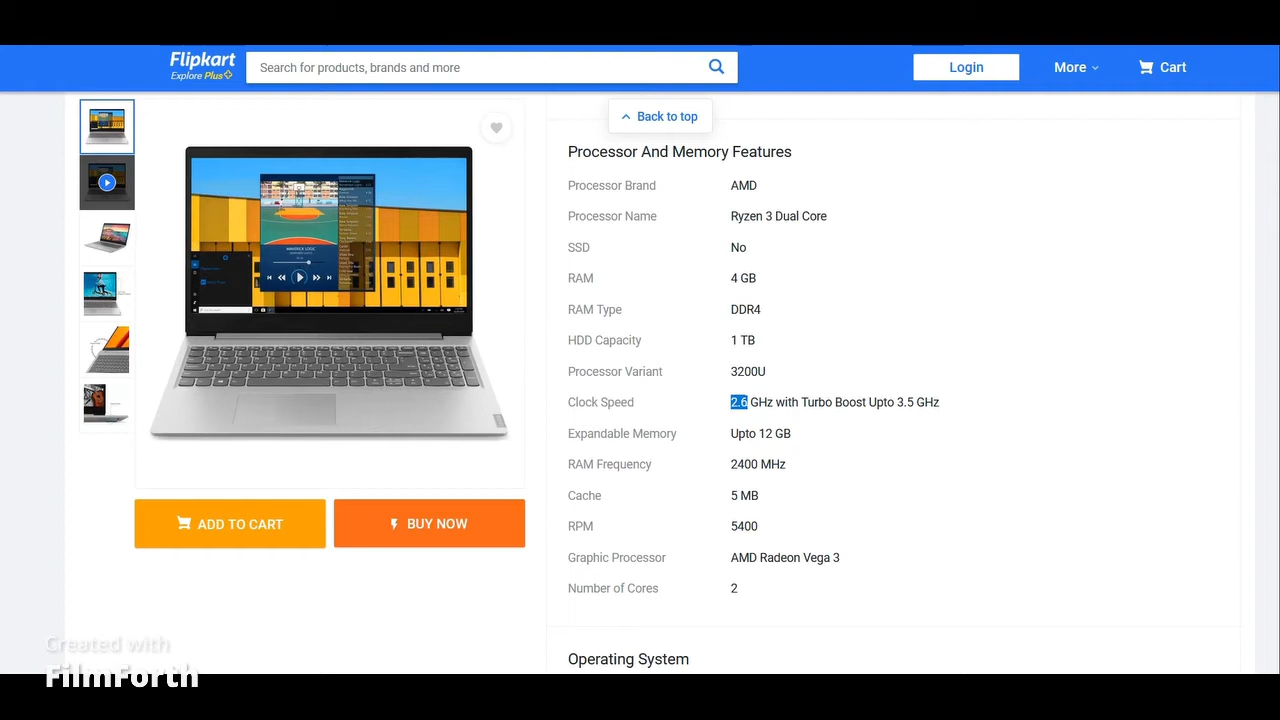 Flipkart
Explore Plus
Search for products, brands and more
Login
More
Cart
Back to top
Processor And Memory Features
Processor Brand AMD
Processor Name Ryzen 3 Dual Core
SSD No
RAM 4 GB
RAM Type DDR4
HDD Capacity 1 TB
Processor Variant 3200U
Clock Speed 2.6 GHz with Turbo Boost Upto 3.5 GHz
Expandable Memory Upto 12 GB
RAM Frequency 2400 MHz
Cache 5 MB
RPM 5400
Graphic Processor AMD Radeon Vega 3
Number of Cores 2
Operating System
MAVERICK LOGIC
ADD TO CART
BUY NOW
Created with
FilmForth